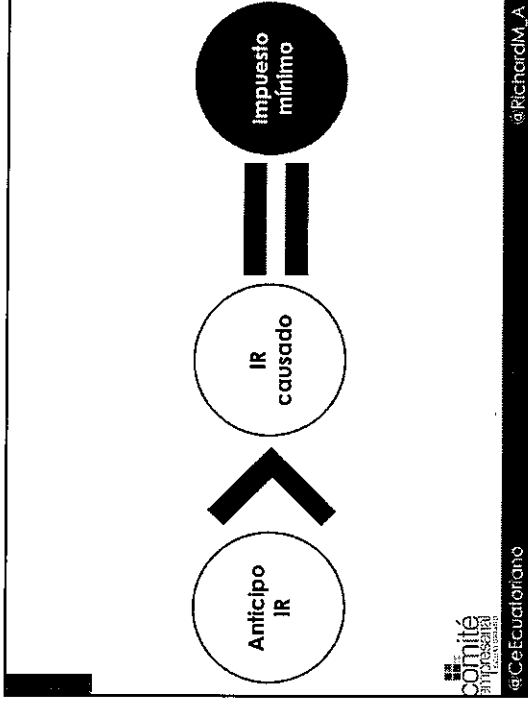 Anticipo
IR
>
IR
causado
=
Impuesto
mínimo
comité
empresarial
@CeEcuatoriano
@RichardM_A